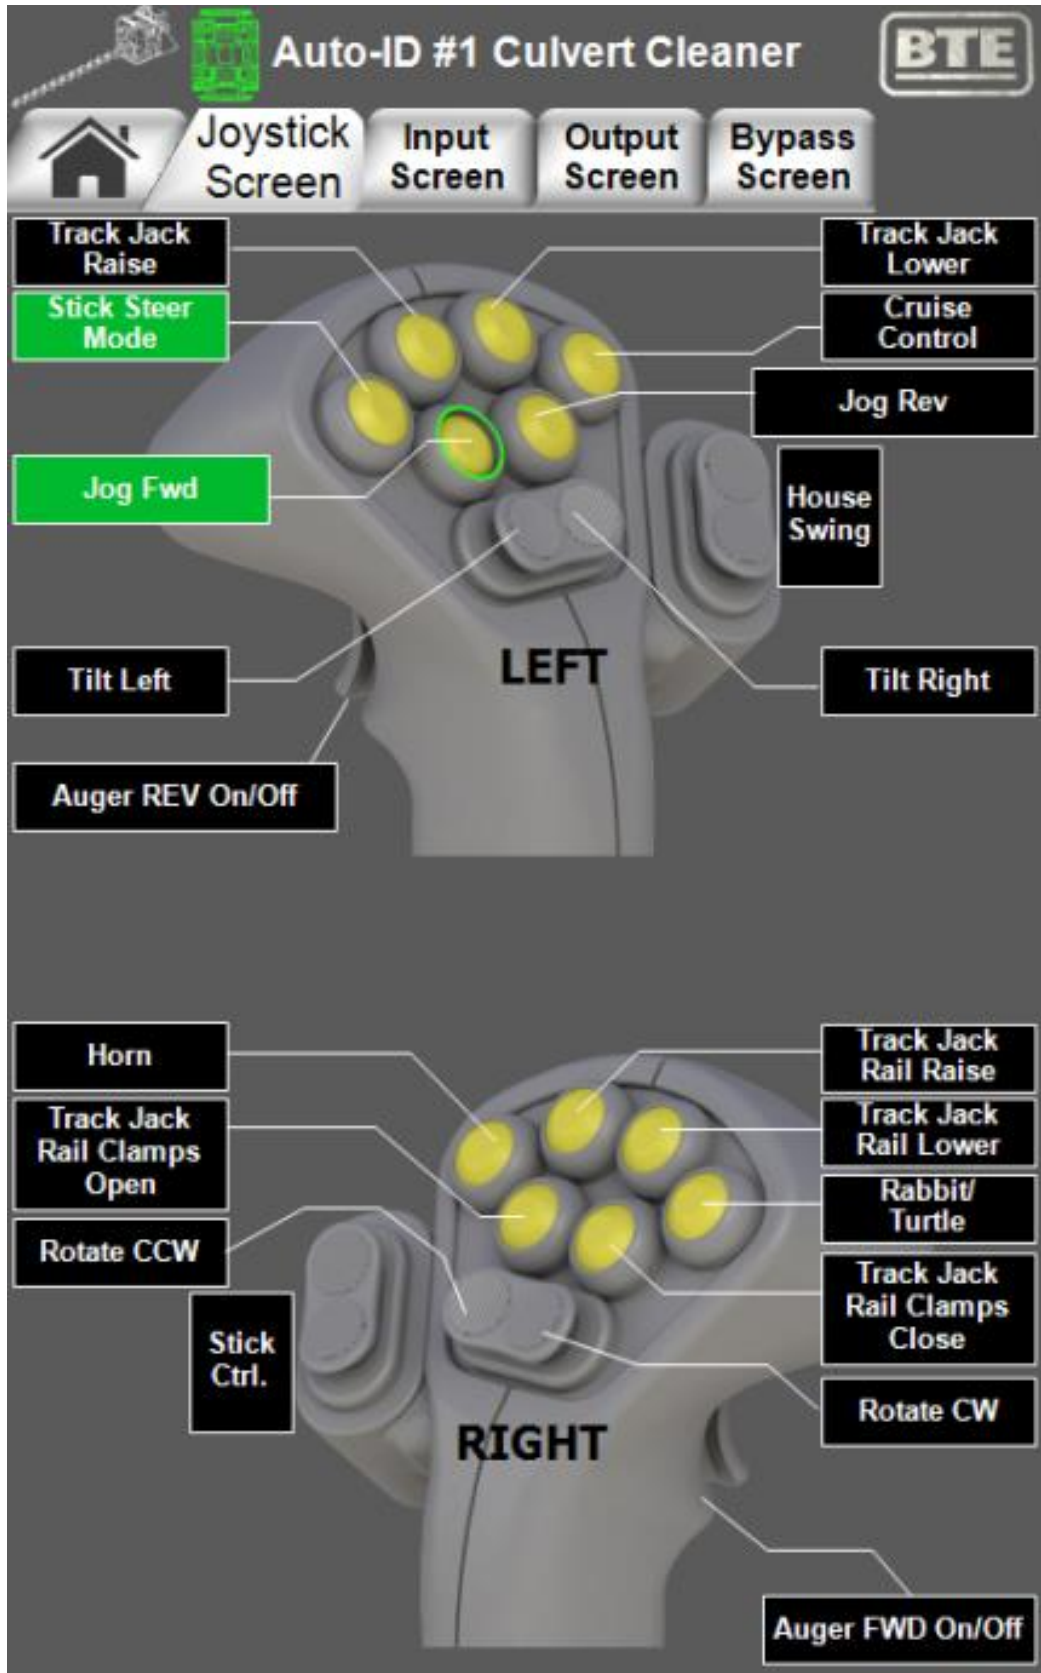 Auto-ID #1 Culvert Cleaner
BTE
Joystick
Screen
Input
Screen
Output
Screen
Bypass
Screen
Track Jack
Raise
Track Jack
Lower
Stick Steer
Mode
Cruise
Control
Jog Rev
Jog Fwd
House
Swing
LEFT
Tilt Left
Tilt Right
Auger REV On/Off
Horn
Track Jack
Rail Raise
Track Jack
Rail Clamps
Open
Track Jack
Rail Lower
Rabbit/
Turtle
Rotate CCW
Track Jack
Rail Clamps
Close
Stick
Ctrl.
Rotate CW
RIGHT
Auger FWD On/Off